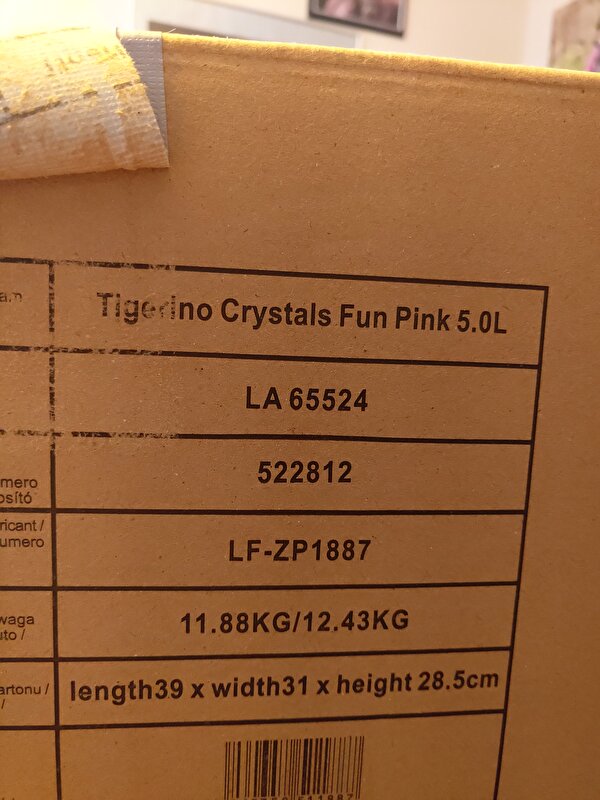 Tigerino Crystals Fun Pink 5.0L
LA 65524
mero
ositó
522812
ricant /
umero
LF-ZP1887
waga
uto /
11.88KG/12.43KG
artonu /
/
length39 x width31 x height 28.5cm